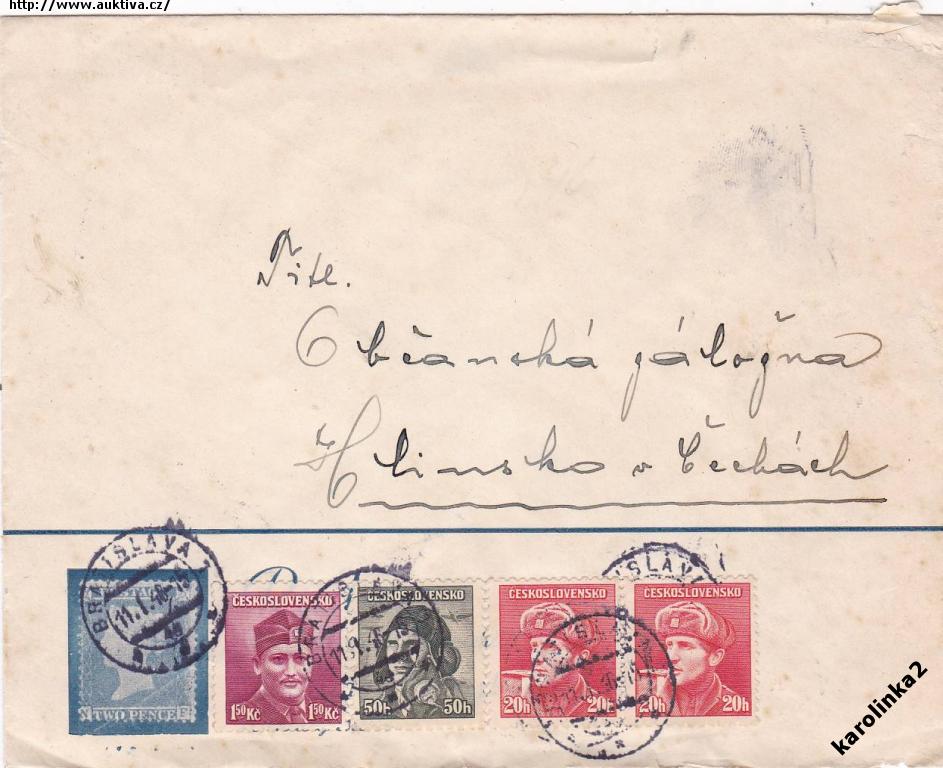 http://www.auktiva.cz/
Titl.
Občanská záložna
Hlinsko v Čechách
BRATISLAVA 1
TWO PENCE
ČESKOSLOVENSKO
1.50 Kč 1.50 Kč
ČESKOSLOVENSKO
50h 50h
ČESKOSLOVENSKO
20h 20h
ČESKOSLOVENSKO
20h 20h
karolinka2